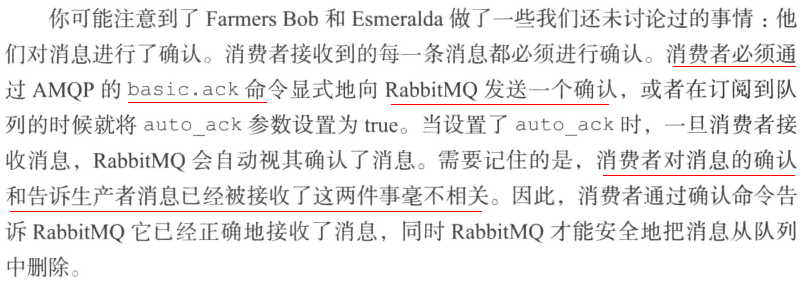 你可能注意到了 Farmers Bob 和 Esmeralda 做了一些我们还未讨论过的事情：他
们对消息进行了确认。消费者接收到的每一条消息都必须进行确认。消费者必须通
过 AMQP 的 basic.ack 命令显式地向 RabbitMQ 发送一个确认，或者在订阅到队
列的时候就将 auto_ack 参数设置为 true。当设置了 auto_ack 时，一旦消费者接
收消息，RabbitMQ 会自动视其确认了消息。需要记住的是，消费者对消息的确认
和告诉生产者消息已经被接收了这两件事毫不相关。因此，消费者通过确认命令告
诉 RabbitMQ 它已经正确地接收了消息，同时 RabbitMQ 才能安全地把消息从队列
中删除。